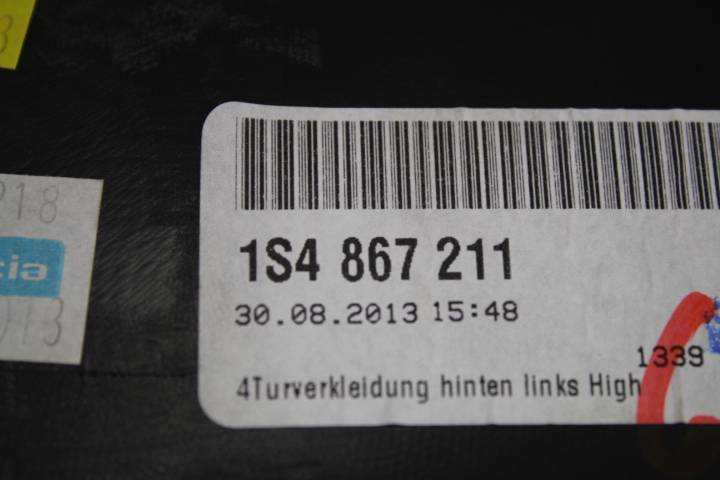 1S4 867 211
30.08.2013 15:48
1339
4Turverkleidung hinten links High